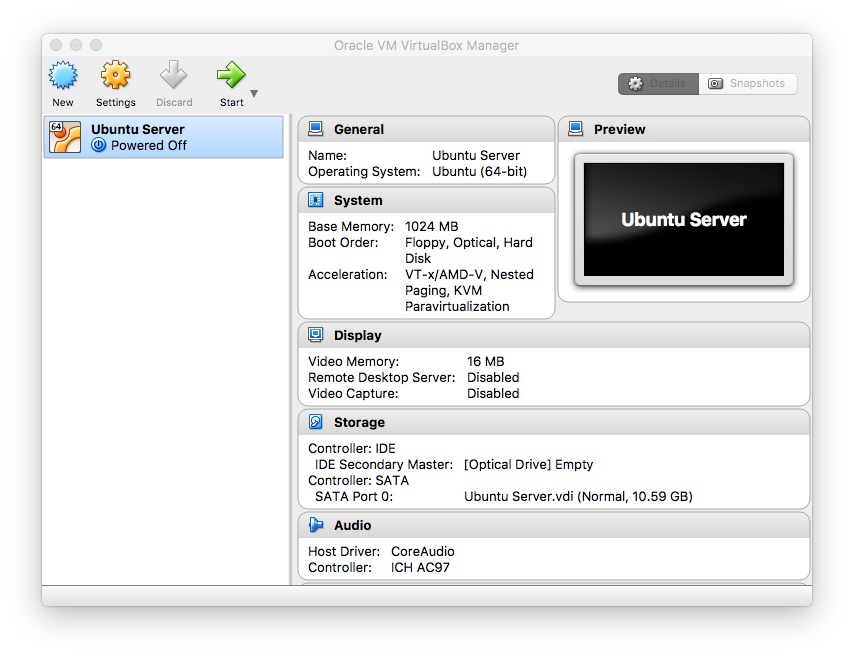 Oracle VM VirtualBox Manager
New Settings Discard Start Details Snapshots
64 Ubuntu Server
Powered Off
General
Name: Ubuntu Server
Operating System: Ubuntu (64-bit)
Preview
Ubuntu Server
System
Base Memory: 1024 MB
Boot Order: Floppy, Optical, Hard
Disk
Acceleration: VT-x/AMD-V, Nested
Paging, KVM
Paravirtualization
Display
Video Memory: 16 MB
Remote Desktop Server: Disabled
Video Capture: Disabled
Storage
Controller: IDE
IDE Secondary Master: [Optical Drive] Empty
Controller: SATA
SATA Port 0: Ubuntu Server.vdi (Normal, 10.59 GB)
Audio
Host Driver: CoreAudio
Controller: ICH AC97